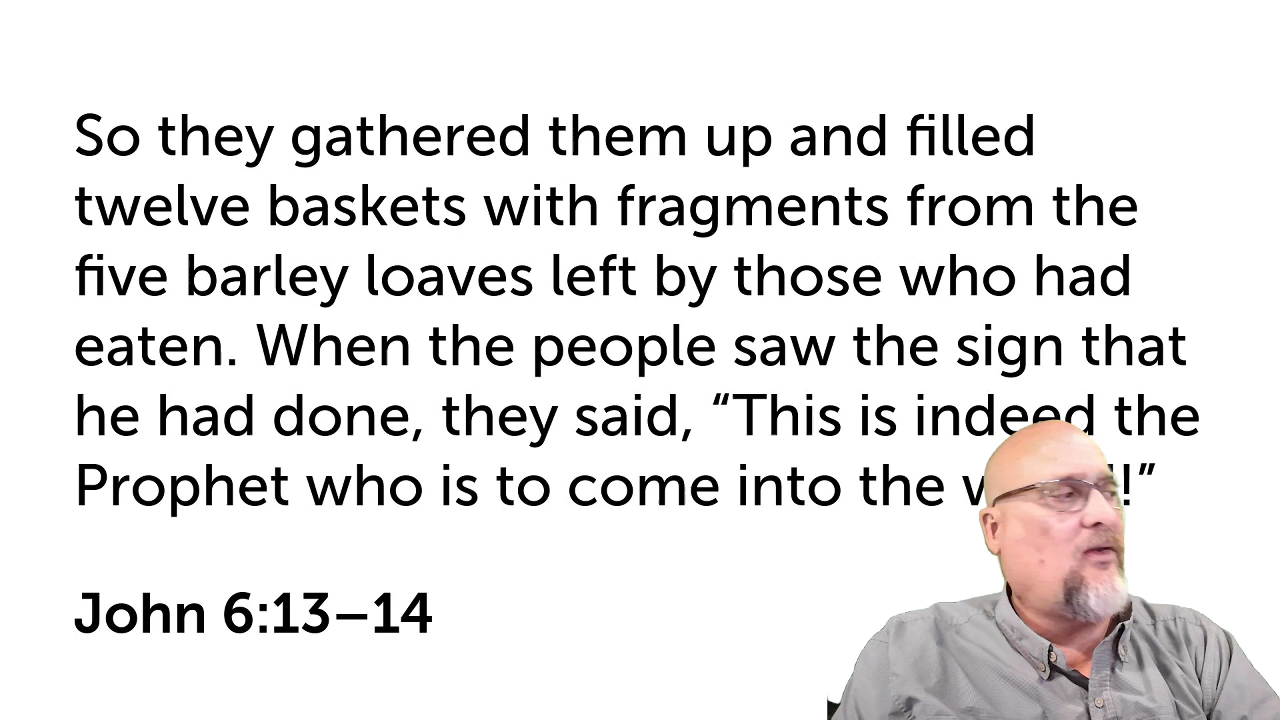 So they gathered them up and filled
twelve baskets with fragments from the
five barley loaves left by those who had
eaten. When the people saw the sign that
he had done, they said, “This is indeed the
Prophet who is to come into the
John 6:13–14